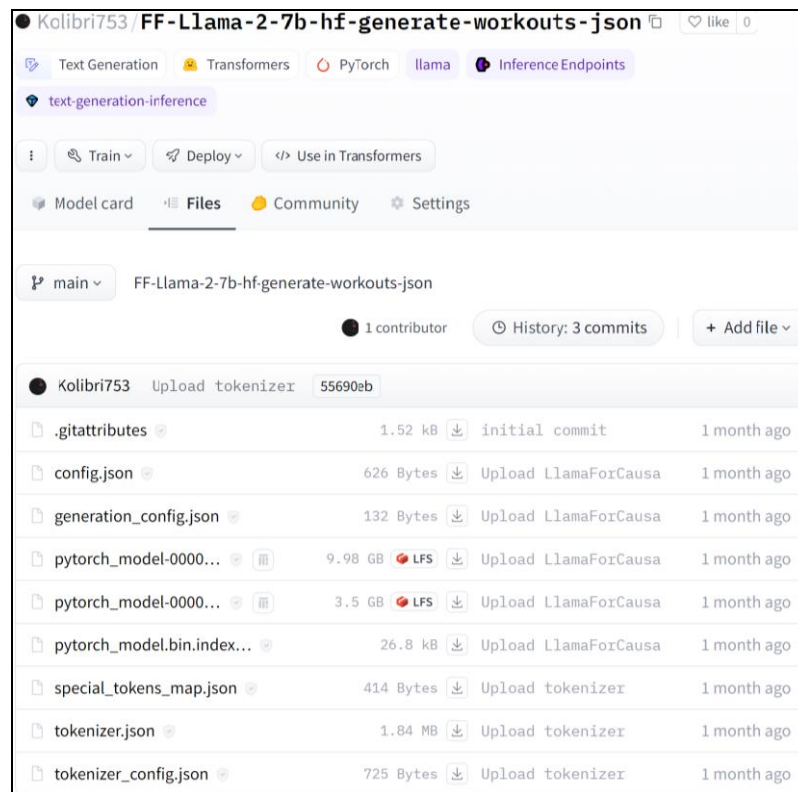 Kolibri753/FF-Llama-2-7b-hf-generate-workouts-json like 0
Text Generation Transformers PyTorch llama Inference Endpoints
text-generation-inference
Train Deploy </> Use in Transformers
Model card Files Community Settings
main FF-Llama-2-7b-hf-generate-workouts-json
1 contributor History: 3 commits + Add file
Kolibri753 Upload tokenizer 55690eb
.gitattributes 1.52 kB initial commit 1 month ago
config.json 626 Bytes Upload LlamaForCausa 1 month ago
generation_config.json 132 Bytes Upload LlamaForCausa 1 month ago
pytorch_model-0000... 9.98 GB LFS Upload LlamaForCausa 1 month ago
pytorch_model-0000... 3.5 GB LFS Upload LlamaForCausa 1 month ago
pytorch_model.bin.index... 26.8 kB Upload LlamaForCausa 1 month ago
special_tokens_map.json 414 Bytes Upload tokenizer 1 month ago
tokenizer.json 1.84 MB Upload tokenizer 1 month ago
tokenizer_config.json 725 Bytes Upload tokenizer 1 month ago